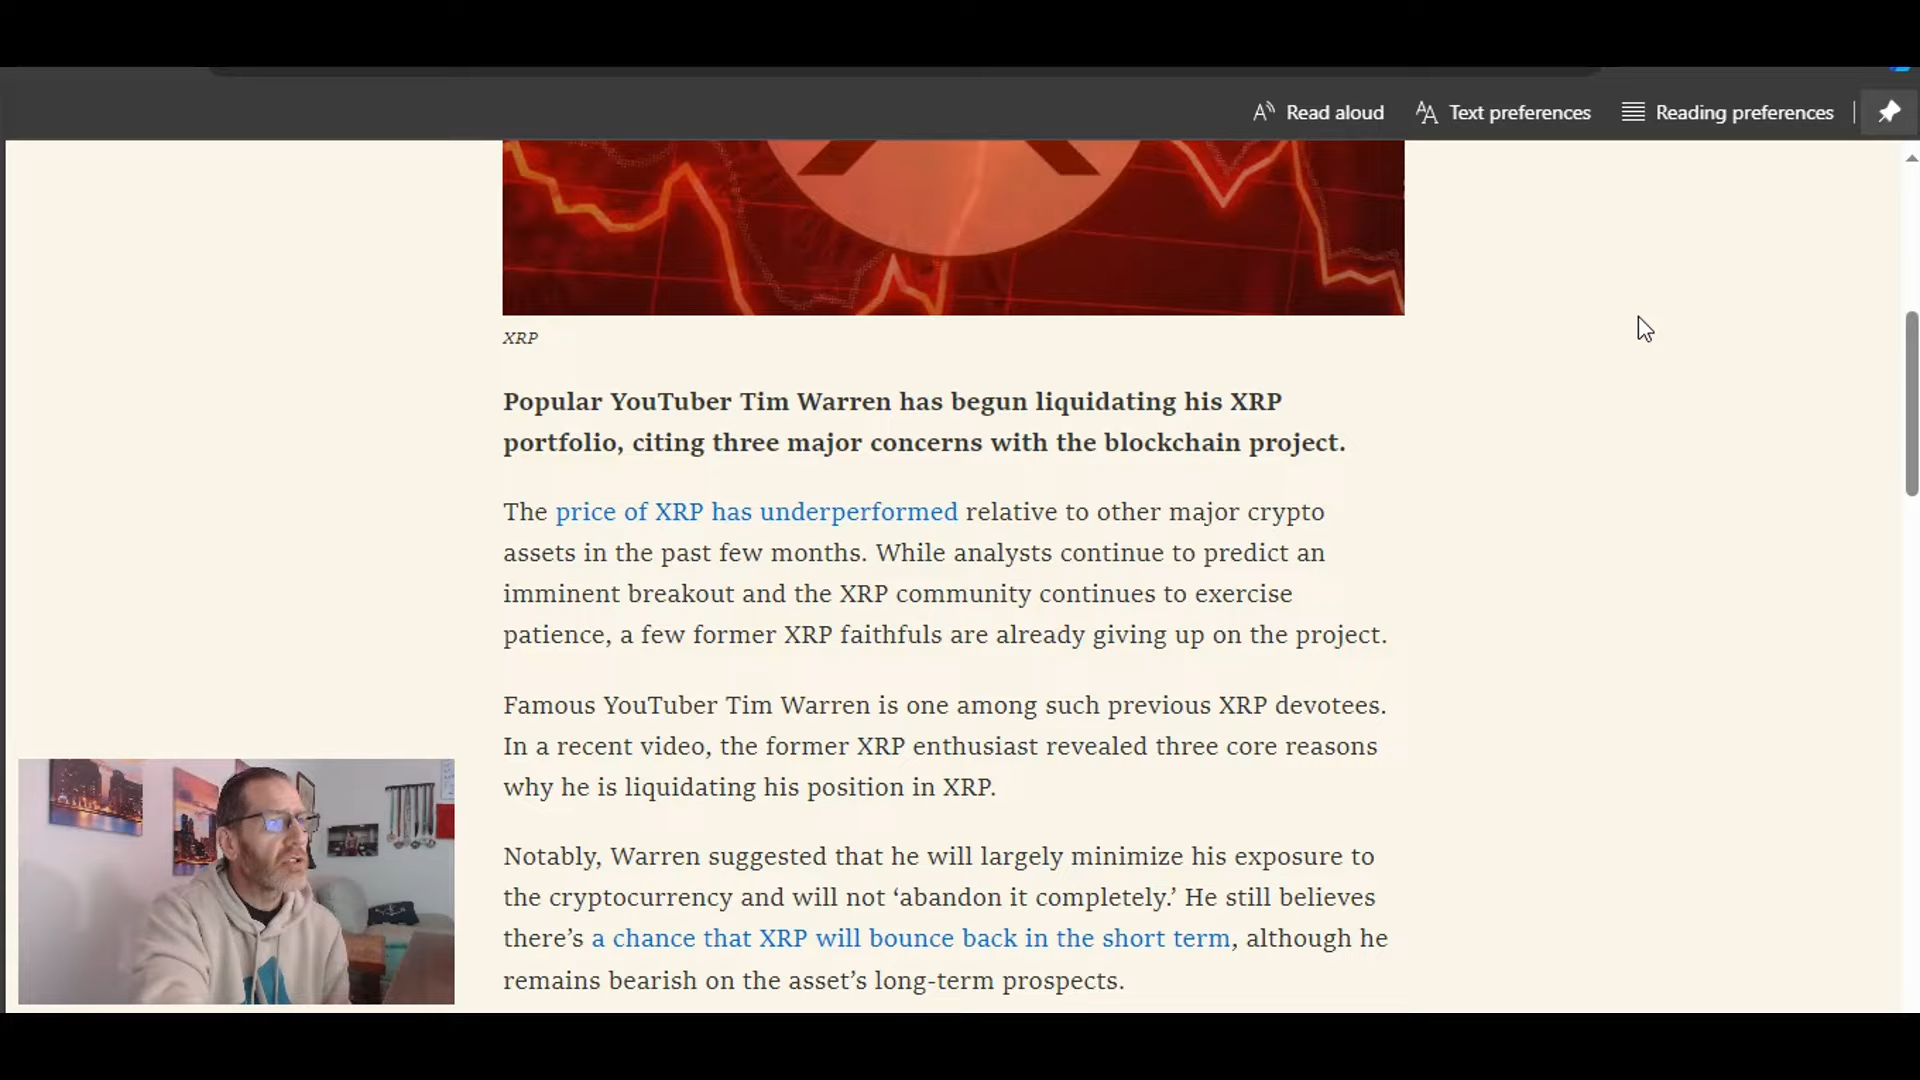 Read aloud
Text preferences
Reading preferences
XRP
Popular YouTuber Tim Warren has begun liquidating his XRP
portfolio, citing three major concerns with the blockchain project.
The price of XRP has underperformed relative to other major crypto
assets in the past few months. While analysts continue to predict an
imminent breakout and the XRP community continues to exercise
patience, a few former XRP faithfuls are already giving up on the project.
Famous YouTuber Tim Warren is one among such previous XRP devotees.
In a recent video, the former XRP enthusiast revealed three core reasons
why he is liquidating his position in XRP.
Notably, Warren suggested that he will largely minimize his exposure to
the cryptocurrency and will not ‘abandon it completely.’ He still believes
there’s a chance that XRP will bounce back in the short term, although he
remains bearish on the asset’s long-term prospects.